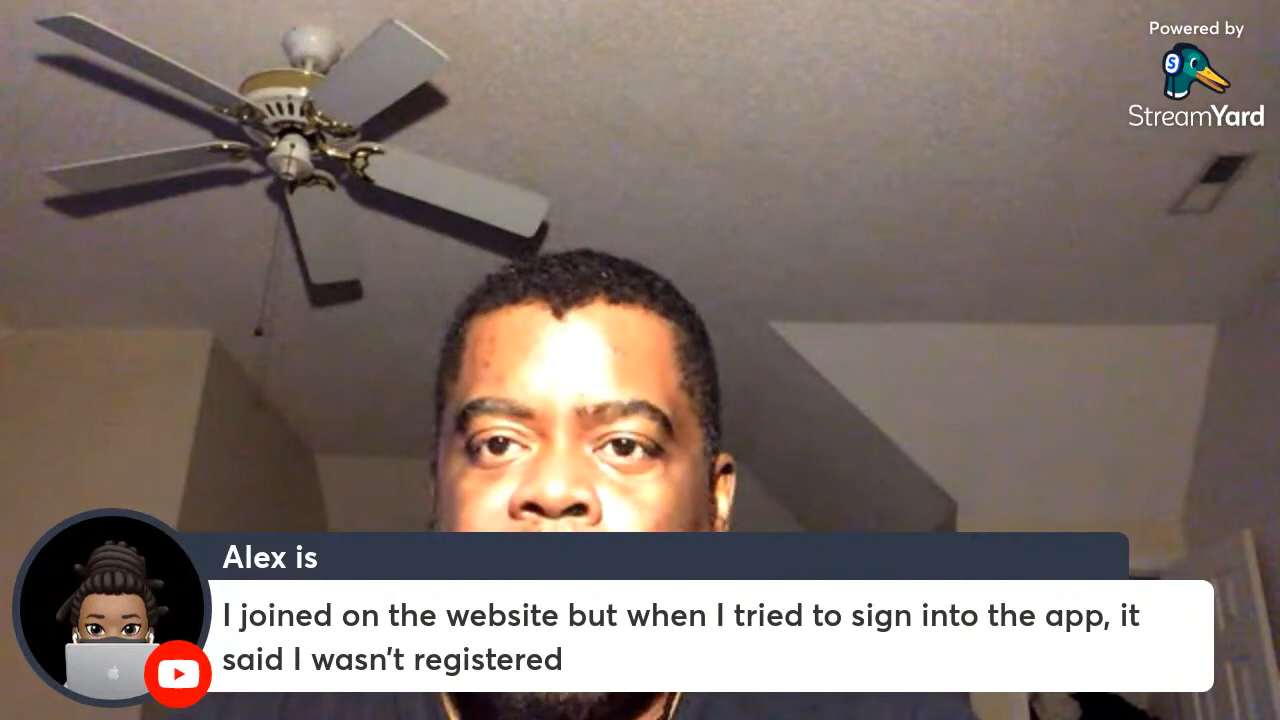 Powered by
S
StreamYard
Alex is
I joined on the website but when I tried to sign into the app, it
said I wasn't registered